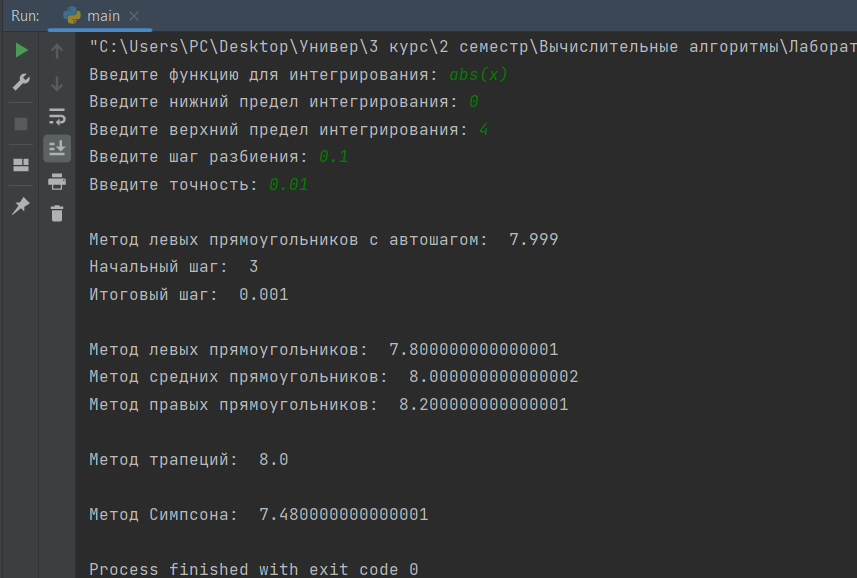 Run: main
"C:\Users\PC\Desktop\Универ\3 курс\2 семестр\Вычислительные алгоритмы\Лаборат
Введите функцию для интегрирования: abs(x)
Введите нижний предел интегрирования: 0
Введите верхний предел интегрирования: 4
Введите шаг разбиения: 0.1
Введите точность: 0.01
Метод левых прямоугольников с автошагом:  7.999
Начальный шаг:  3
Итоговый шаг:  0.001
Метод левых прямоугольников:  7.800000000000001
Метод средних прямоугольников:  8.000000000000002
Метод правых прямоугольников:  8.200000000000001
Метод трапеций:  8.0
Метод Симпсона:  7.480000000000001
Process finished with exit code 0